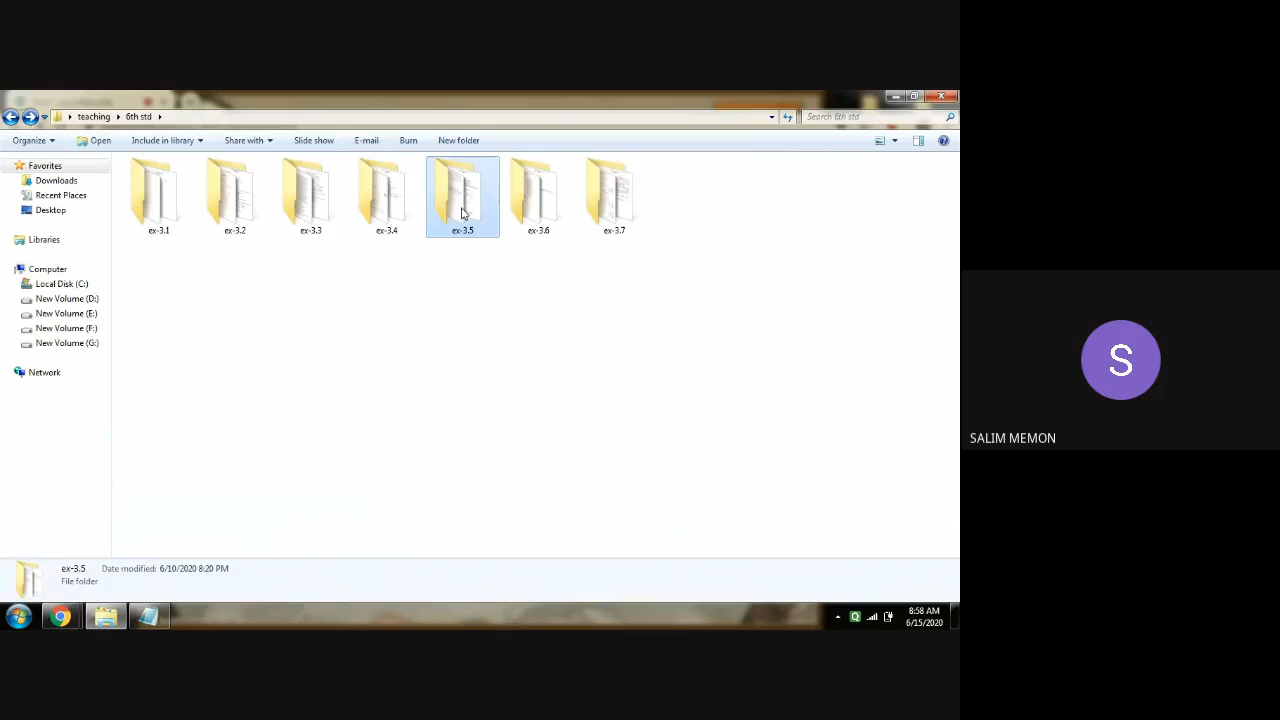 teaching
6th std
Search 6th std
Organize
Open
Include in library
Share with
Slide show
E-mail
Burn
New folder
Favorites
Downloads
Recent Places
Desktop
Libraries
Computer
Local Disk (C:)
New Volume (D:)
New Volume (E:)
New Volume (F:)
New Volume (G:)
Network
ex-3.1
ex-3.2
ex-3.3
ex-3.4
ex-3.5
ex-3.6
ex-3.7
ex-3.5 Date modified: 6/10/2020 8:20 PM
File folder
8:58 AM
6/15/2020
S
SALIM MEMON